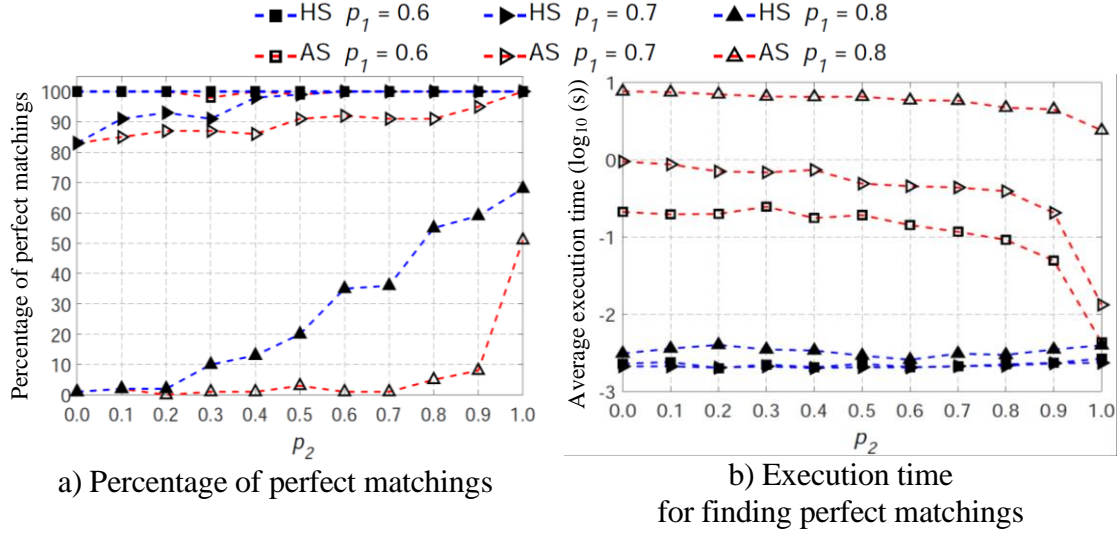 HS p1 = 0.6 HS p1 = 0.7 HS p1 = 0.8
AS p1 = 0.6 AS p1 = 0.7 AS p1 = 0.8
Percentage of perfect matchings
100
90
80
70
60
50
40
30
20
10
0
0.0 0.1 0.2 0.3 0.4 0.5 0.6 0.7 0.8 0.9 1.0
p2
a) Percentage of perfect matchings
Average execution time (log10 (s))
1
0
-1
-2
-3
0.0 0.1 0.2 0.3 0.4 0.5 0.6 0.7 0.8 0.9 1.0
p2
b) Execution time
for finding perfect matchings